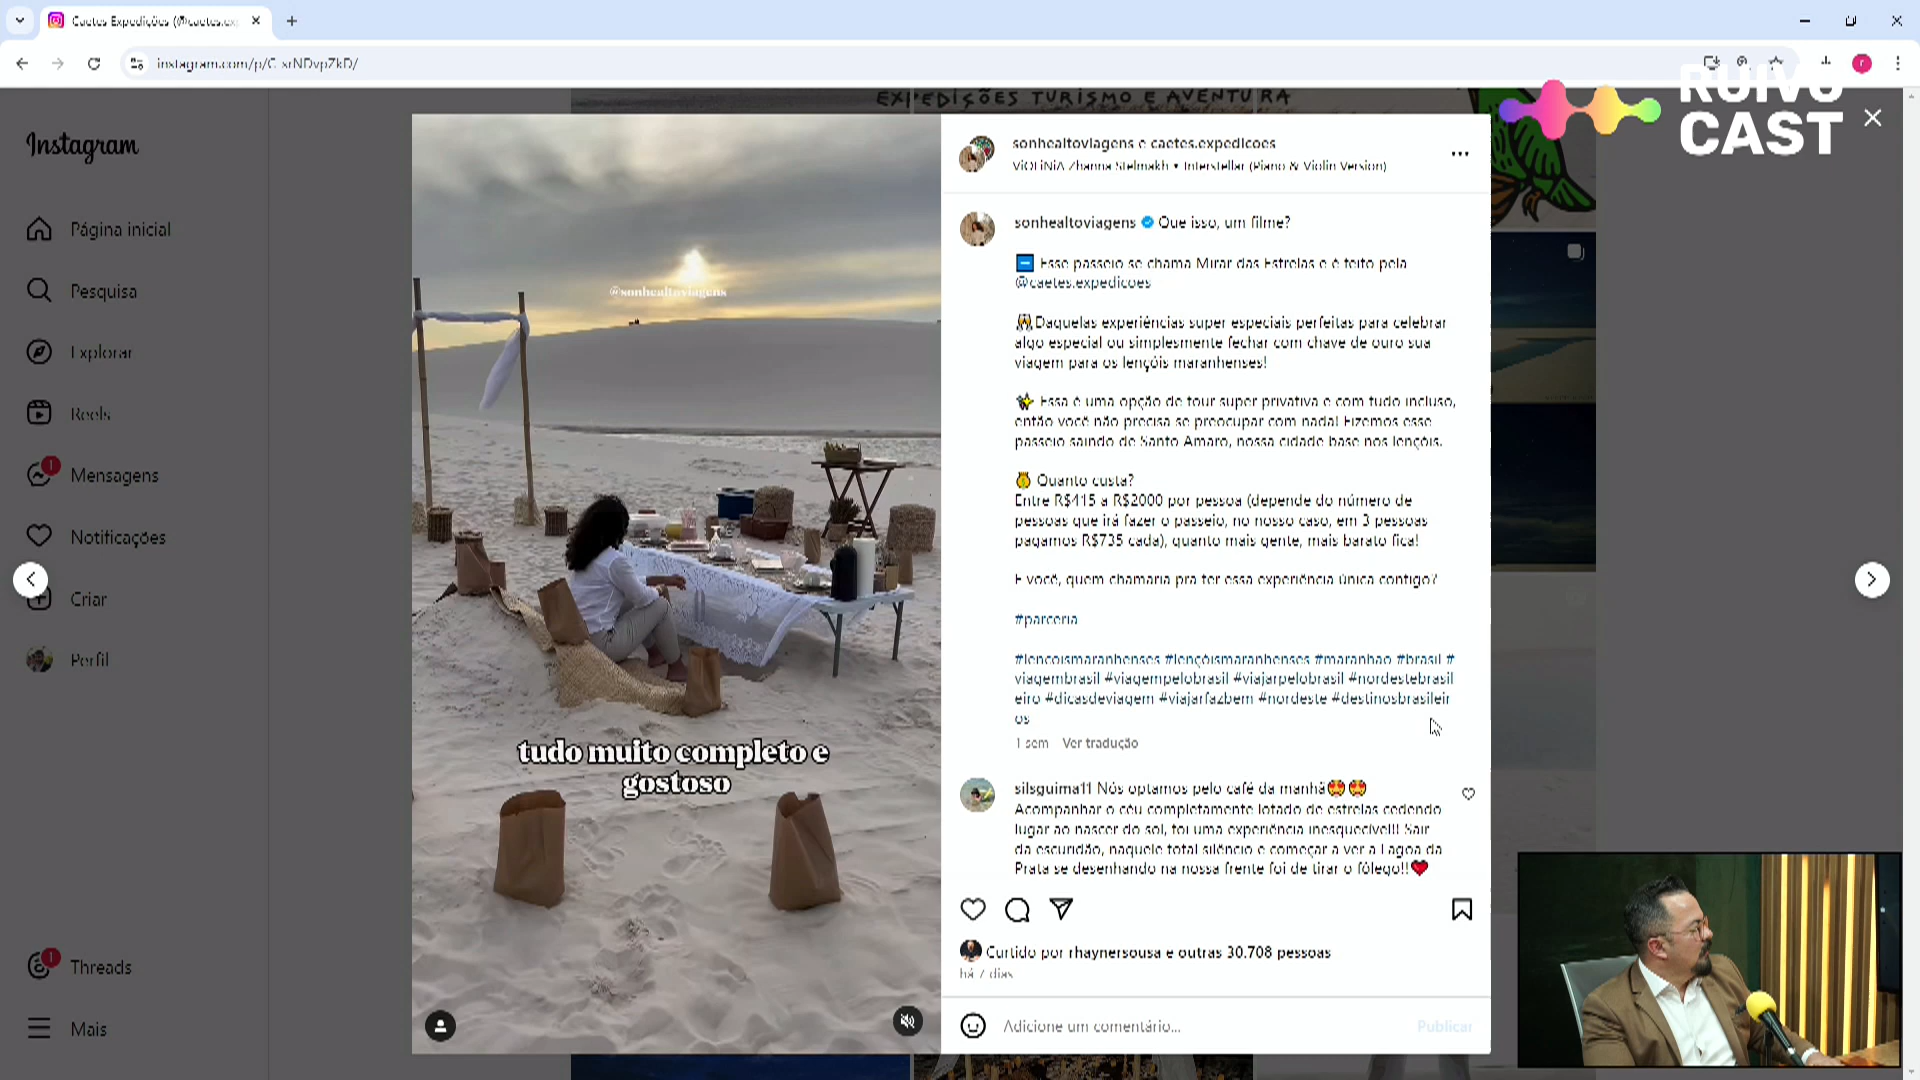 Caetes Expedições (@caetes.ex
instagram.com/p/C-srNDvpZkD/
EXPEDIÇÕES TURISMO E AVENTURA
RUIVO
CAST
Instagram
Página inicial
Pesquisa
Explorar
Reels
1
Mensagens
Notificações
Criar
Perfil
1
Threads
Mais
@sonhealtoviagens
tudo muito completo e
gostoso
sonhealtoviagens e caetes.expedicoes
ViOLiNiA Zhanna Stelmakh • Interstellar (Piano & Violin Version)
sonhealtoviagens Que isso, um filme?
Esse passeio se chama Mirar das Estrelas e é feito pela
@caetes.expedicoes
Daquelas experiências super especiais perfeitas para celebrar
algo especial ou simplesmente fechar com chave de ouro sua
viagem para os lençóis maranhenses!
Essa é uma opção de tour super privativa e com tudo incluso,
então você não precisa se preocupar com nada! Fizemos esse
passeio saindo de Santo Amaro, nossa cidade base nos lençóis.
Quanto custa?
Entre R$415 a R$2000 por pessoa (depende do número de
pessoas que irá fazer o passeio, no nosso caso, em 3 pessoas
pagamos R$735 cada), quanto mais gente, mais barato fica!
E você, quem chamaria pra ter essa experiência única contigo?
#parceria
#lencoismaranhenses #lençóismaranhenses #maranhao #brasil #
viagembrasil #viagempelobrasil #viajarpelobrasil #nordestebrasil
eiro #dicasdeviagem #viajarfazbem #nordeste #destinosbrasileir
os
1 sem Ver tradução
silsguima11 Nós optamos pelo café da manhã😍😍
Acompanhar o céu completamente lotado de estrelas cedendo
lugar ao nascer do sol, foi uma experiência inesquecível!! Sair
da escuridão, naquele total silêncio e começar a ver a Lagoa da
Prata se desenhando na nossa frente foi de tirar o fôlego!!❤️
Curtido por rhaynersousa e outras 30.708 pessoas
há 7 dias
Adicione um comentário...
Publicar